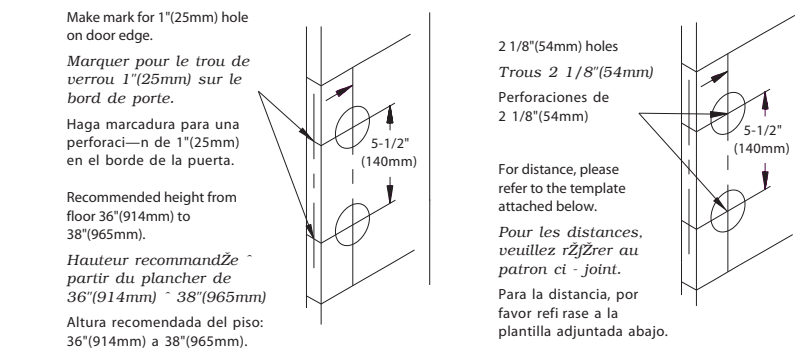 Make mark for 1"(25mm) hole
on door edge.
Marquer pour le trou de
verrou 1"(25mm) sur le
bord de porte.
Haga marcadura para una
perforaci—n de 1"(25mm)
en el borde de la puerta.
Recommended height from
floor 36"(914mm) to
38"(965mm).
Hauteur recommandŽe ˆ
partir du plancher de
36"(914mm) ˆ 38"(965mm)
Altura recomendada del piso:
36"(914mm) a 38"(965mm).
5-1/2"
(140mm)
2 1/8"(54mm) holes
Trous 2 1/8"(54mm)
Perforaciones de
2 1/8"(54mm)
For distance, please
refer to the template
attached below.
Pour les distances,
veuillez rŽfŽrer au
patron ci - joint.
Para la distancia, por
favor refi rase a la
plantilla adjuntada abajo.
5-1/2"
(140mm)